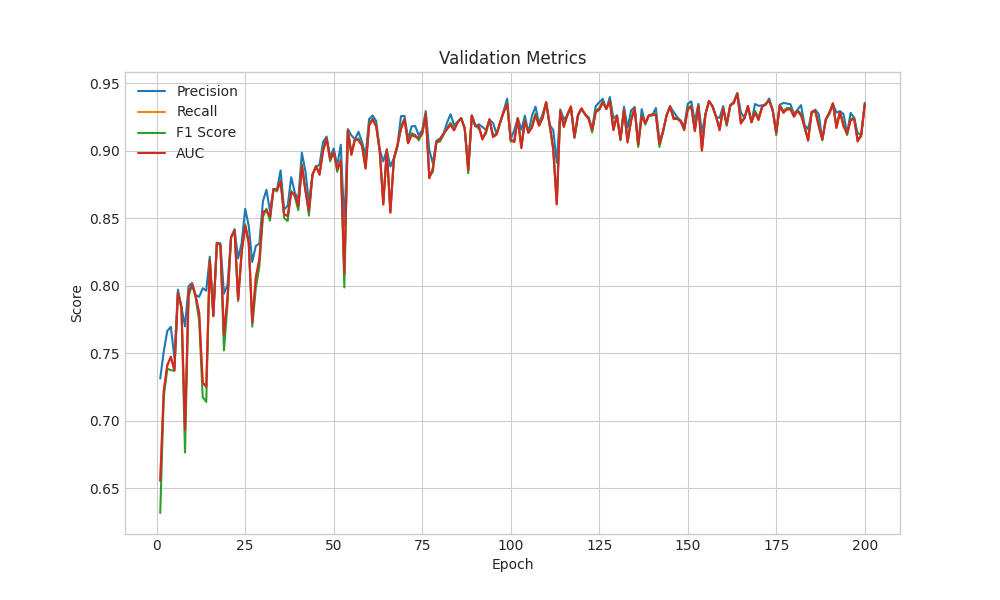 Validation Metrics
Precision
Recall
F1 Score
AUC
0.95
0.90
0.85
0.80
0.75
0.70
0.65
Score
0 25 50 75 100 125 150 175 200
Epoch